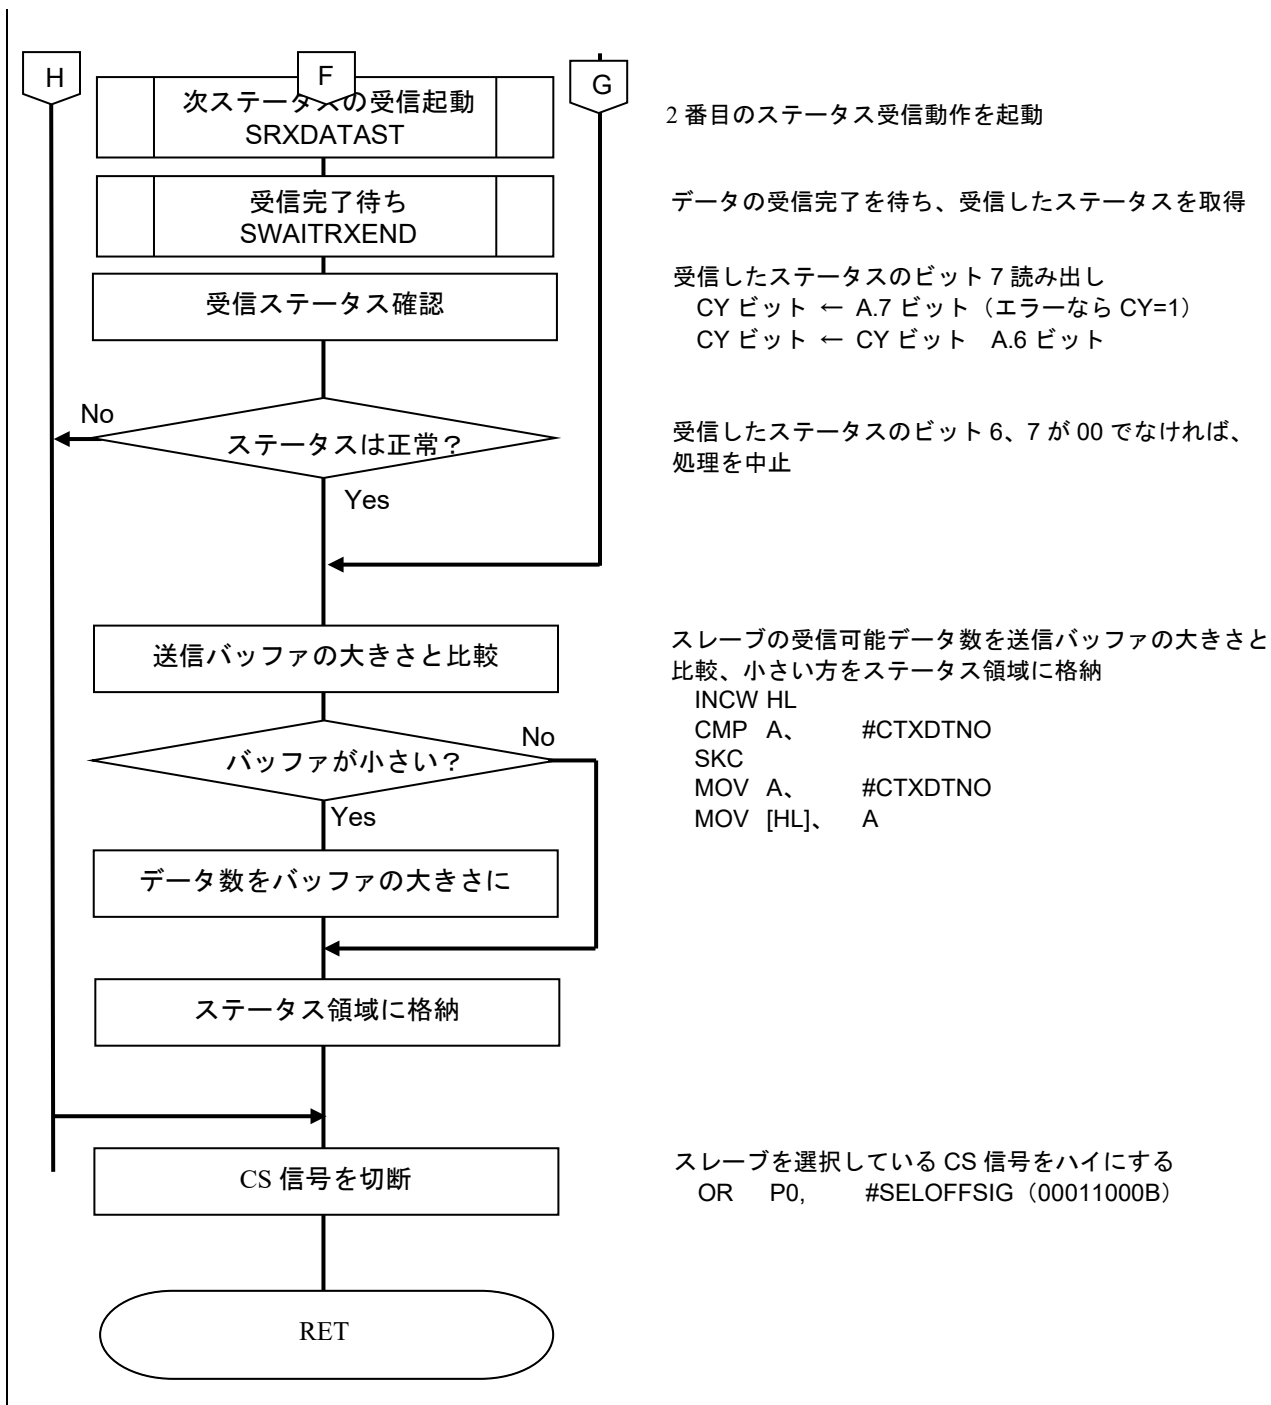 H
F
G
次ステータスの受信起動
SRXDATAST
2 番目のステータス受信動作を起動
受信完了待ち
SWAITRXEND
データの受信完了を待ち、受信したステータスを取得
受信ステータス確認
受信したステータスのビット 7 読み出し
CY ビット ← A.7 ビット（エラーなら CY=1）
CY ビット ← CY ビット A.6 ビット
No
ステータスは正常？
Yes
受信したステータスのビット 6、7 が 00 でなければ、
処理を中止
送信バッファの大きさと比較
スレーブの受信可能データ数を送信バッファの大きさと
比較、小さい方をステータス領域に格納
INCW HL
CMP A、 #CTXDTNO
SKC
MOV A、 #CTXDTNO
MOV [HL]、 A
No
バッファが小さい？
Yes
データ数をバッファの大きさに
ステータス領域に格納
CS 信号を切断
スレーブを選択している CS 信号をハイにする
OR P0, #SELOFFSIG（00011000B）
RET